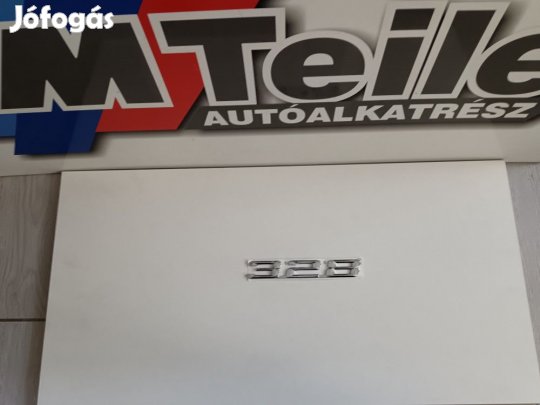 Jófogás
MTeile
AUTÓALKATRÉSZ
328